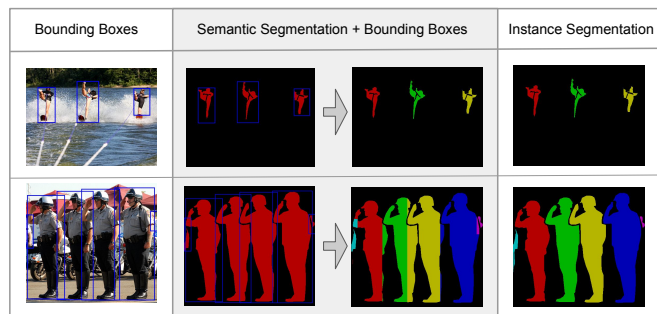 Bounding Boxes
Semantic Segmentation + Bounding Boxes
Instance Segmentation